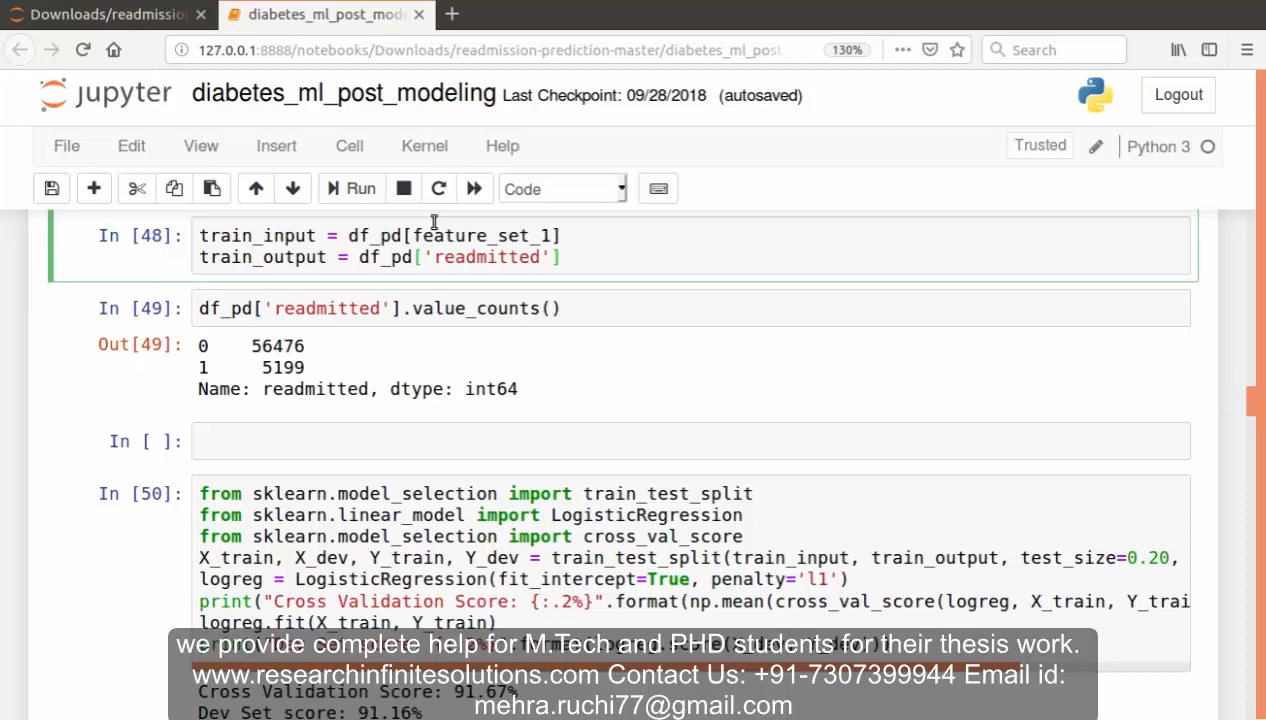 Downloads/readmissio
diabetes_ml_post_mode
127.0.0.1:8888/notebooks/Downloads/readmission-prediction-master/diabetes_ml_post
130%
Search
jupyter diabetes_ml_post_modeling Last Checkpoint: 09/28/2018 (autosaved)
Logout
File Edit View Insert Cell Kernel Help
Trusted
Python 3
Run
Code
In [48]: train_input = df_pd[feature_set_1]
train_output = df_pd['readmitted']
In [49]: df_pd['readmitted'].value_counts()
Out[49]: 0 56476
1 5199
Name: readmitted, dtype: int64
In [ ]:
In [50]: from sklearn.model_selection import train_test_split
from sklearn.linear_model import LogisticRegression
from sklearn.model_selection import cross_val_score
X_train, X_dev, Y_train, Y_dev = train_test_split(train_input, train_output, test_size=0.20,
logreg = LogisticRegression(fit_intercept=True, penalty='l1')
print("Cross Validation Score: {:.2%}".format(np.mean(cross_val_score(logreg, X_train, Y_trai
logreg.fit(X_train, Y_train)
we provide complete help for M.Tech and PHD students for their thesis work.
www.researchinfinitesolutions.com Contact Us: +91-7307399944 Email id:
mehra.ruchi77@gmail.com
Cross Validation Score: 91.67%
Dev Set score: 91.16%